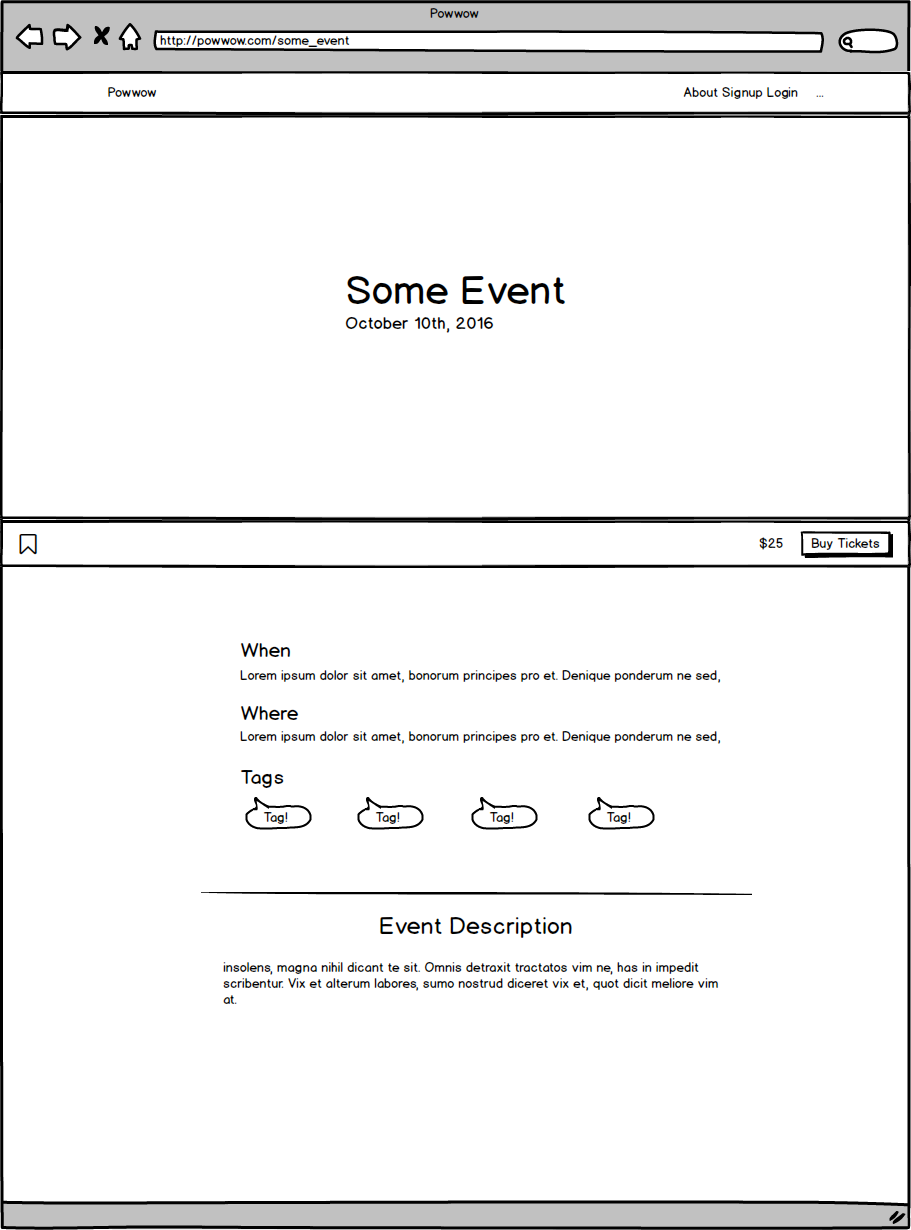 Powwow
http://powwow.com/some_event
Powwow
About Signup Login ...
Some Event
October 10th, 2016
$25 Buy Tickets
When
Lorem ipsum dolor sit amet, bonorum principes pro et. Denique ponderum ne sed,
Where
Lorem ipsum dolor sit amet, bonorum principes pro et. Denique ponderum ne sed,
Tags
Tag! Tag! Tag! Tag!
Event Description
insolens, magna nihil dicant te sit. Omnis detraxit tractatos vim ne, has in impedit
scribentur. Vix et alterum labores, sumo nostrud diceret vix et, quot dicit meliore vim
at.